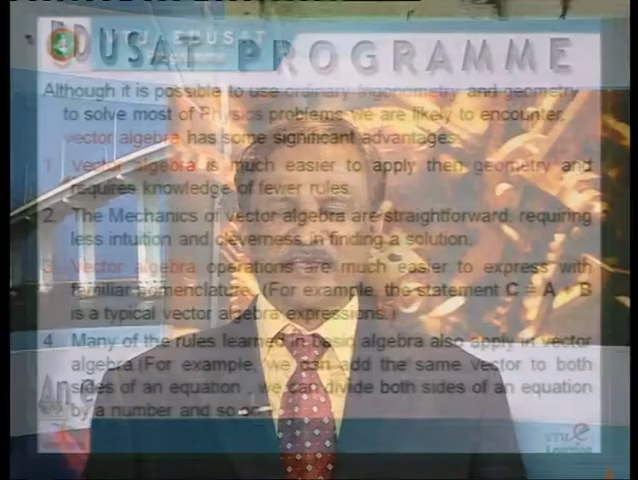 EDUSAT PROGRAMME
VTU EDUSAT
Although it is possible to use ordinary trigonometry and geometry
to solve most of Physics problems we are likely to encounter,
vector algebra has some significant advantages.
1. Vector algebra is much easier to apply then geometry and
requires knowledge of fewer rules.
2. The Mechanics of vector algebra are straightforward requiring
less intuition and cleverness in finding a solution.
3. Vector algebra operations are much easier to express with
familiar nomenclature. (For example, the statement C = A B
is a typical vector algebra expressions.)
4. Many of the rules learned in basic algebra also apply in vector
algebra.(For example, we can add the same vector to both
sides of an equation , we can divide both sides of an equation
by a number and so
VTU e
Learning